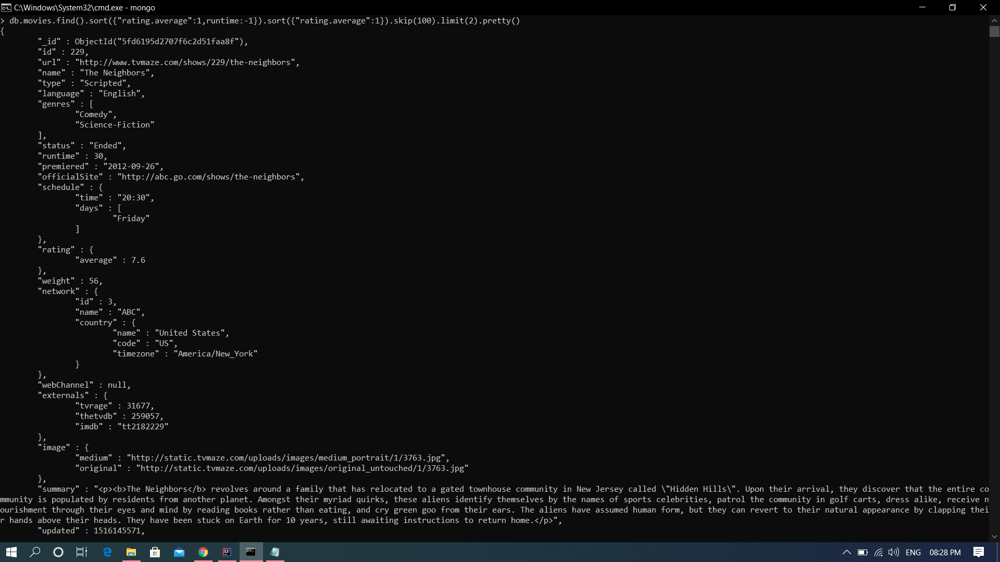 C:\Windows\System32\cmd.exe - mongo
> db.movies.find().sort({"rating.average":1,runtime:-1}).sort({"rating.average":1}).skip(100).limit(2).pretty()
{
        "_id" : ObjectId("5fd6195d2707f6c2d51faa8f"),
        "id" : 229,
        "url" : "http://www.tvmaze.com/shows/229/the-neighbors",
        "name" : "The Neighbors",
        "type" : "Scripted",
        "language" : "English",
        "genres" : [
                "Comedy",
                "Science-Fiction"
        ],
        "status" : "Ended",
        "runtime" : 30,
        "premiered" : "2012-09-26",
        "officialSite" : "http://abc.go.com/shows/the-neighbors",
        "schedule" : {
                "time" : "20:30",
                "days" : [
                        "Friday"
                ]
        },
        "rating" : {
                "average" : 7.6
        },
        "weight" : 56,
        "network" : {
                "id" : 3,
                "name" : "ABC",
                "country" : {
                        "name" : "United States",
                        "code" : "US",
                        "timezone" : "America/New_York"
                }
        },
        "webChannel" : null,
        "externals" : {
                "tvrage" : 31677,
                "thetvdb" : 259057,
                "imdb" : "tt2182229"
        },
        "image" : {
                "medium" : "http://static.tvmaze.com/uploads/images/medium_portrait/1/3763.jpg",
                "original" : "http://static.tvmaze.com/uploads/images/original_untouched/1/3763.jpg"
        },
        "summary" : "<p><b>The Neighbors</b> revolves around a family that has relocated to a gated townhouse community in New Jersey called \"Hidden Hills\". Upon their arrival, they discover that the entire co
mmunity is populated by residents from another planet. Amongst their myriad quirks, these aliens identify themselves by the names of sports celebrities, patrol the community in golf carts, dress alike, receive n
ourishment through their eyes and mind by reading books rather than eating, and cry green goo from their ears. The aliens have assumed human form, but they can revert to their natural appearance by clapping thei
r hands above their heads. They have been stuck on Earth for 10 years, still awaiting instructions to return home.</p>",
        "updated" : 1516145571,
ENG 08:28 PM